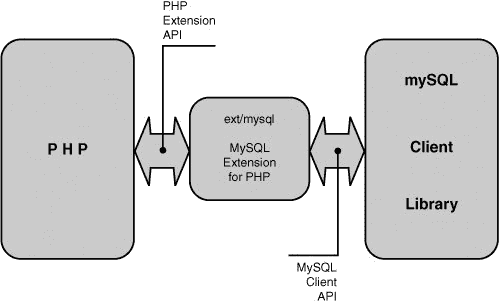 PHP
Extension
API
P H P
ext/mysql
MySQL
Extension
for PHP
mySQL
Client
Library
MySQL
Client
API